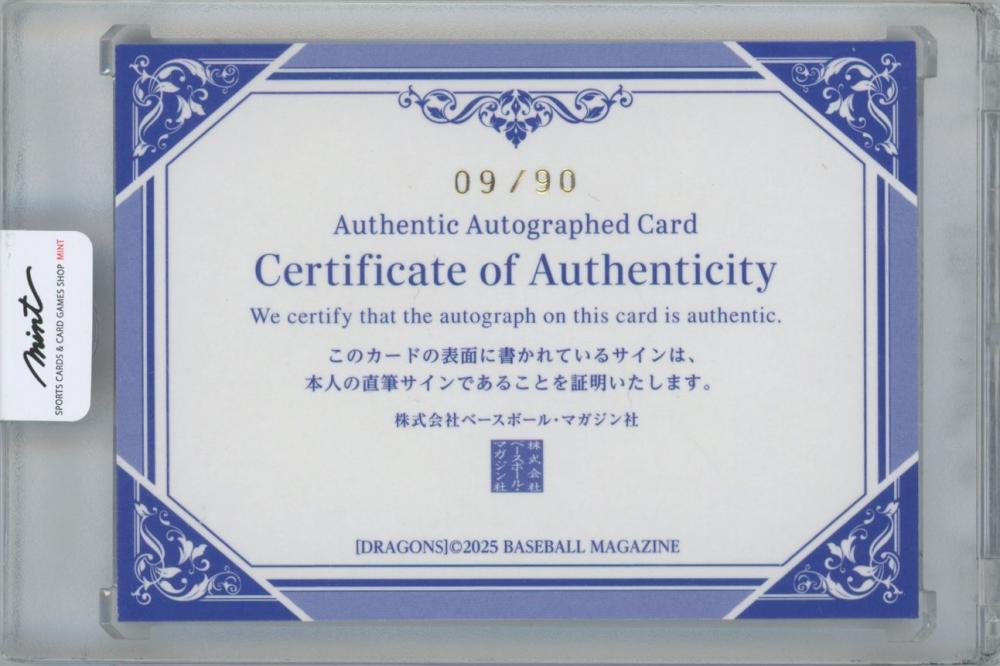 09/90
Authentic Autographed Card
Certificate of Authenticity
We certify that the autograph on this card is authentic.
このカードの表面に書かれているサインは、
本人の直筆サインであることを証明いたします。
株式会社ベースボール・マガジン社
株式会社
ベースボール・
マガジン社
[DRAGONS]©2025 BASEBALL MAGAZINE
mint
SPORTS CARDS & CARD GAMES SHOP MINT